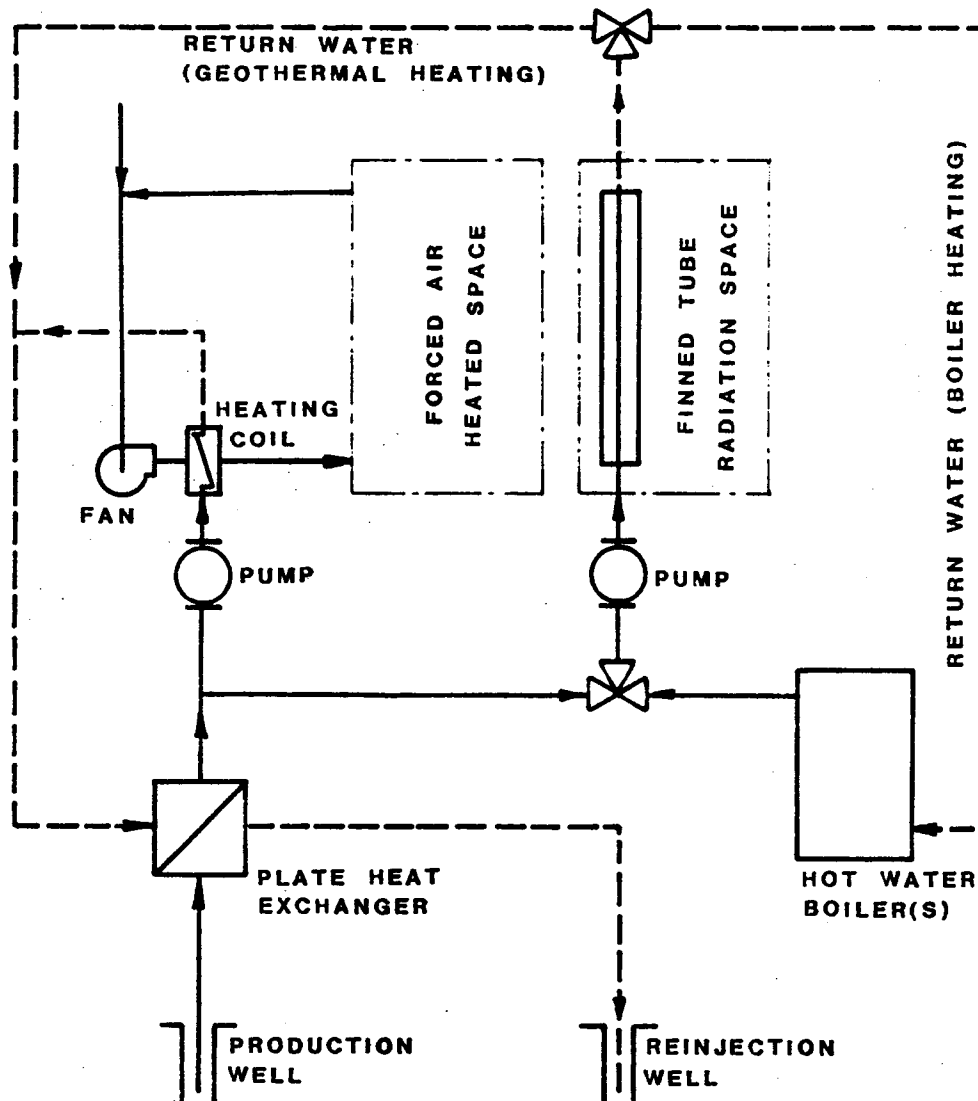 RETURN WATER
(GEOTHERMAL HEATING)
RETURN WATER (BOILER HEATING)
FORCED AIR
HEATED SPACE
FINNED TUBE
RADIATION SPACE
HEATING
COIL
FAN
PUMP
PUMP
PLATE HEAT
EXCHANGER
HOT WATER
BOILER(S)
PRODUCTION
WELL
REINJECTION
WELL